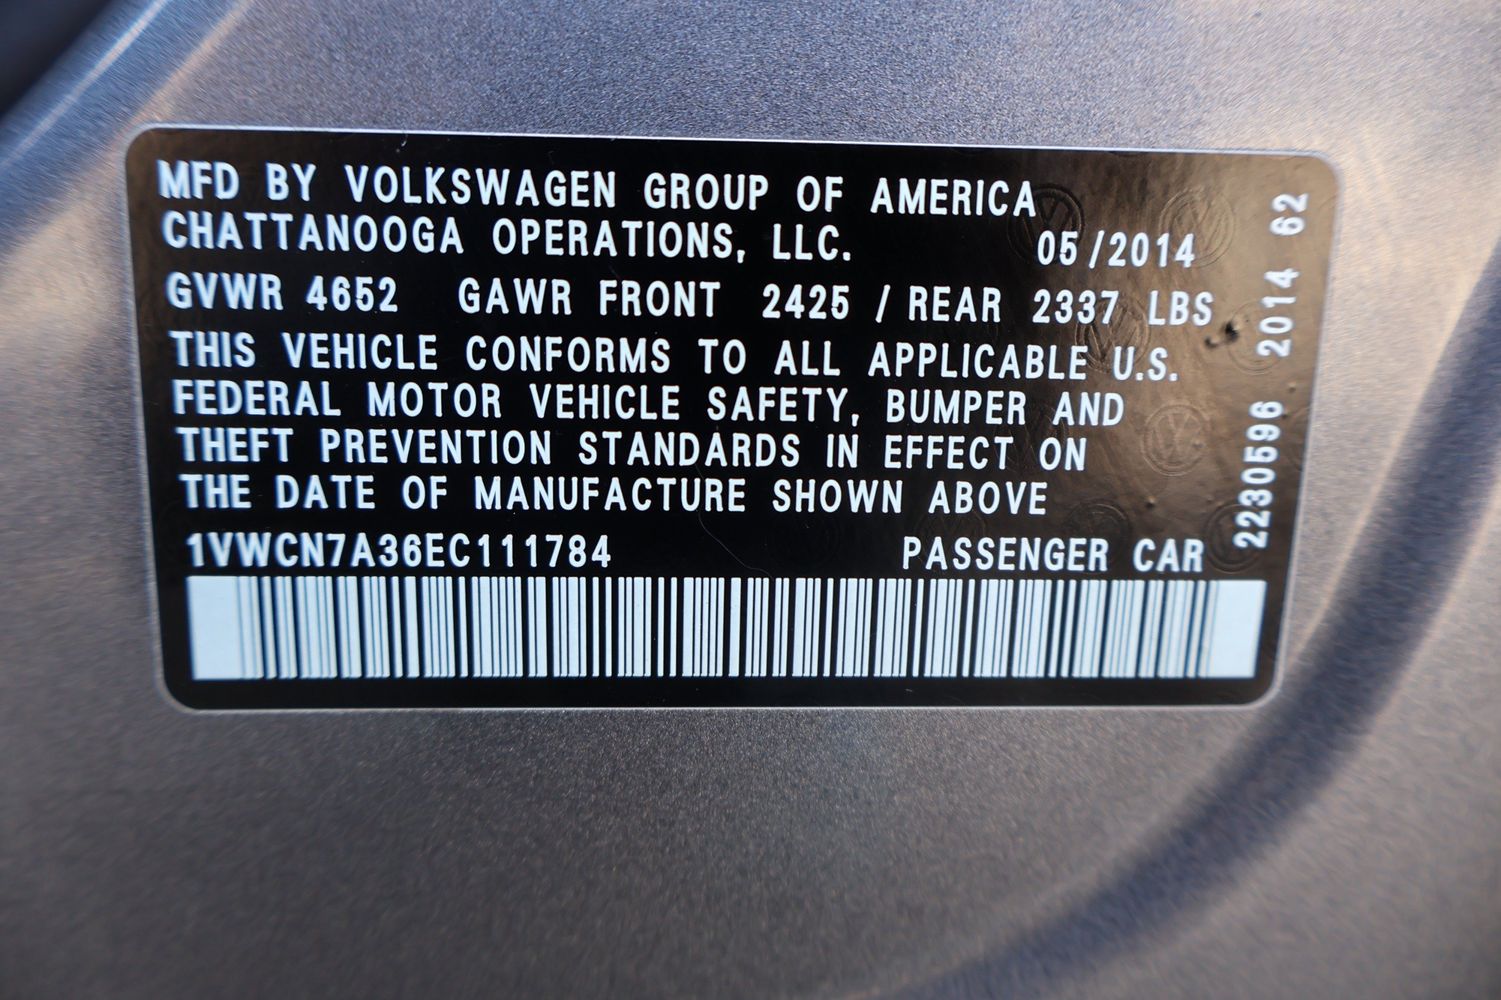 MFD BY VOLKSWAGEN GROUP OF AMERICA
CHATTANOOGA OPERATIONS, LLC. 05/2014
GVWR 4652 GAWR FRONT 2425 / REAR 2337 LBS
THIS VEHICLE CONFORMS TO ALL APPLICABLE U.S.
FEDERAL MOTOR VEHICLE SAFETY, BUMPER AND
THEFT PREVENTION STANDARDS IN EFFECT ON
THE DATE OF MANUFACTURE SHOWN ABOVE
1VWCN7A36EC111784 PASSENGER CAR
2230596 2014 62